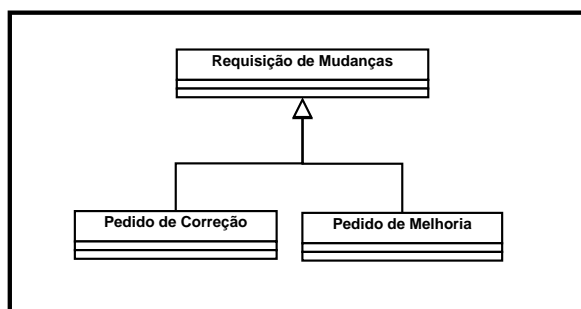 Requisição de Mudanças
Pedido de Correção
Pedido de Melhoria